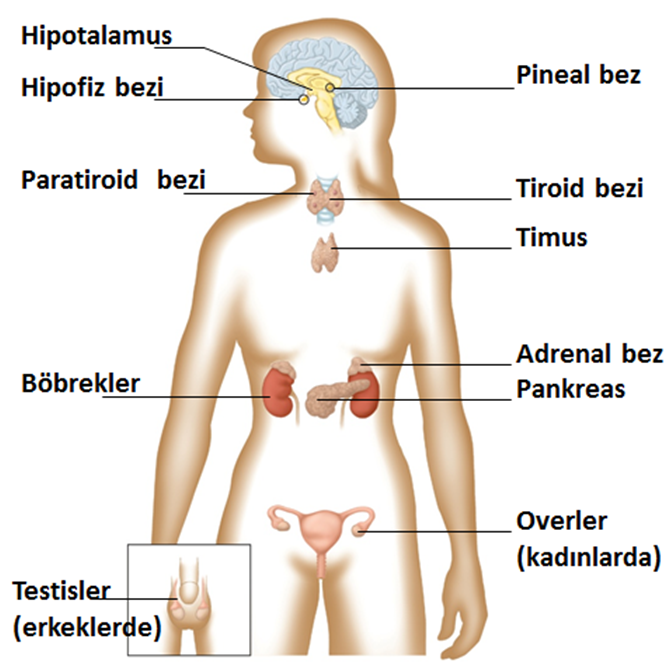 Hipotalamus
Hipofiz bezi
Pineal bez
Paratiroid bezi
Tiroid bezi
Timus
Adrenal bez
Böbrekler
Pankreas
Overler
(kadınlarda)
Testisler
(erkeklerde)